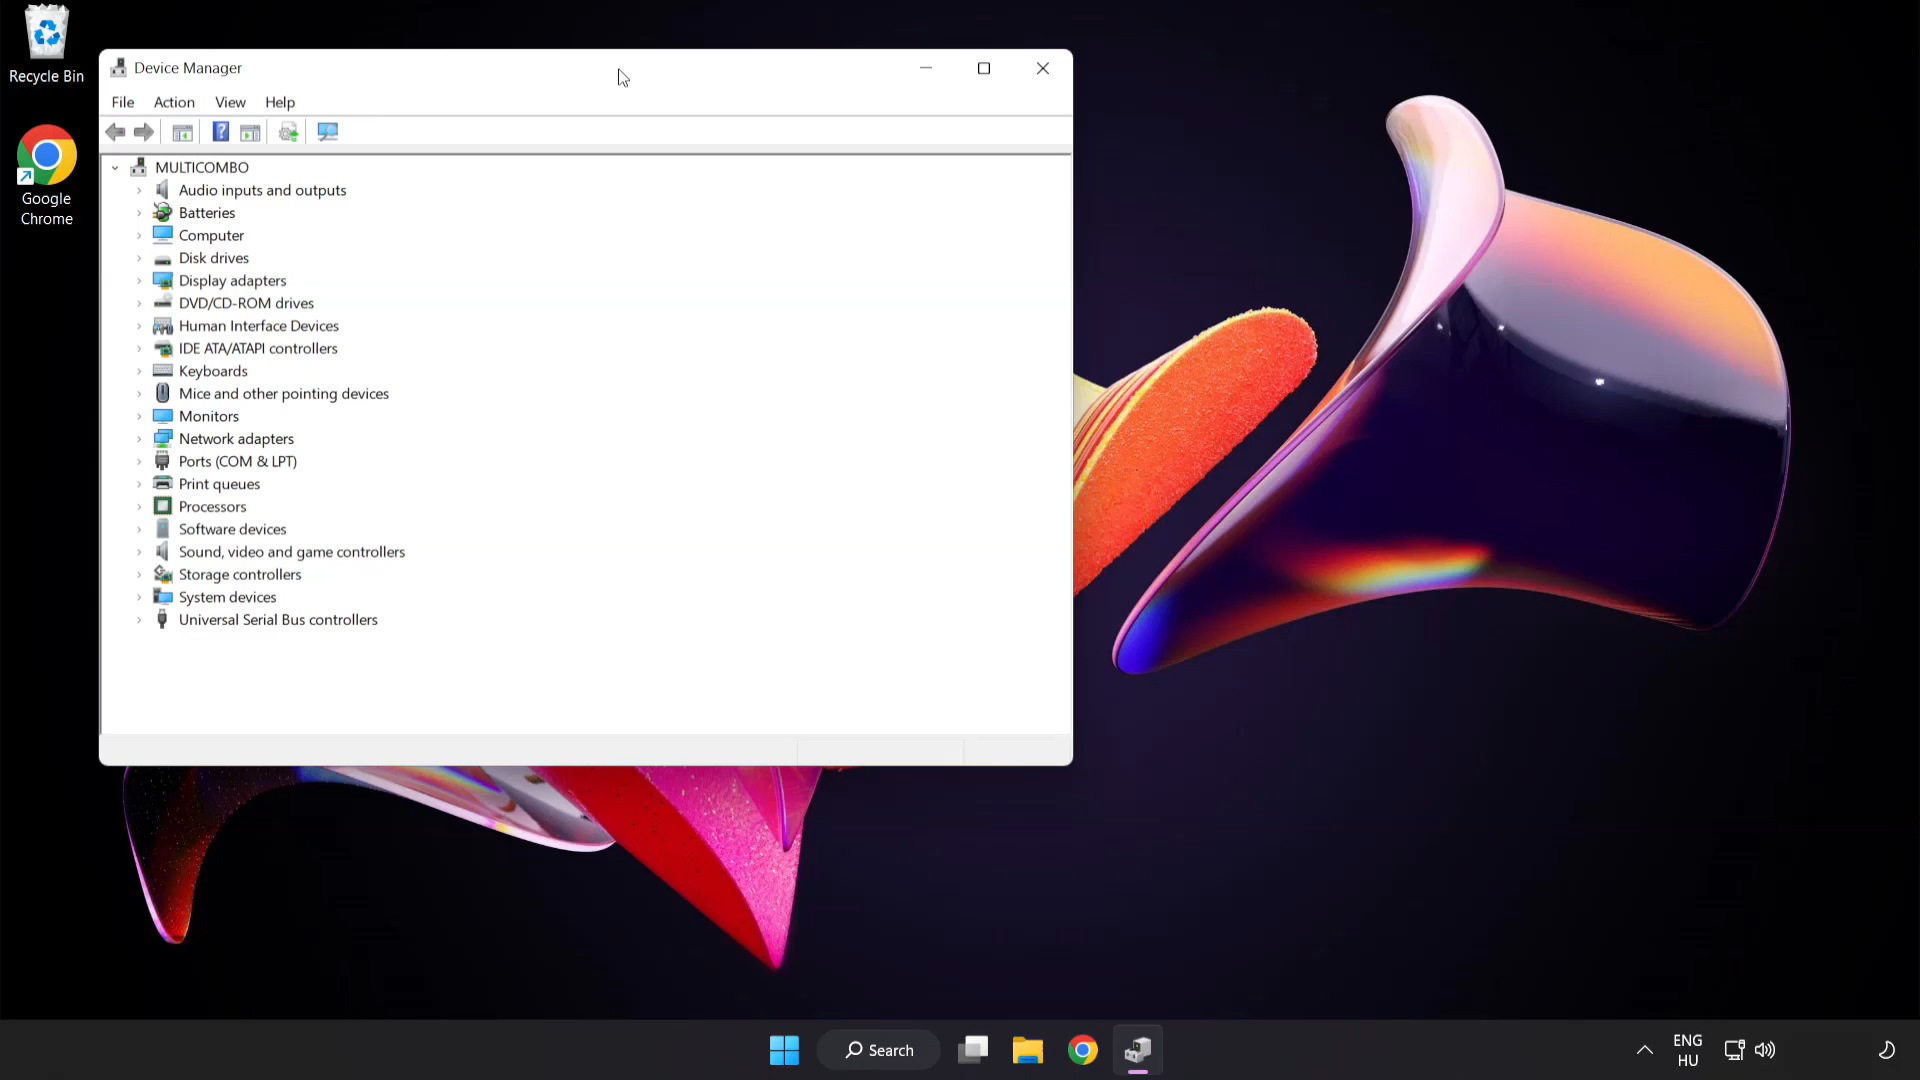 Recycle Bin
Google
Chrome
Device Manager
File Action View Help
MULTICOMBO
Audio inputs and outputs
Batteries
Computer
Disk drives
Display adapters
DVD/CD-ROM drives
Human Interface Devices
IDE ATA/ATAPI controllers
Keyboards
Mice and other pointing devices
Monitors
Network adapters
Ports (COM & LPT)
Print queues
Processors
Software devices
Sound, video and game controllers
Storage controllers
System devices
Universal Serial Bus controllers
Search
ENG
HU